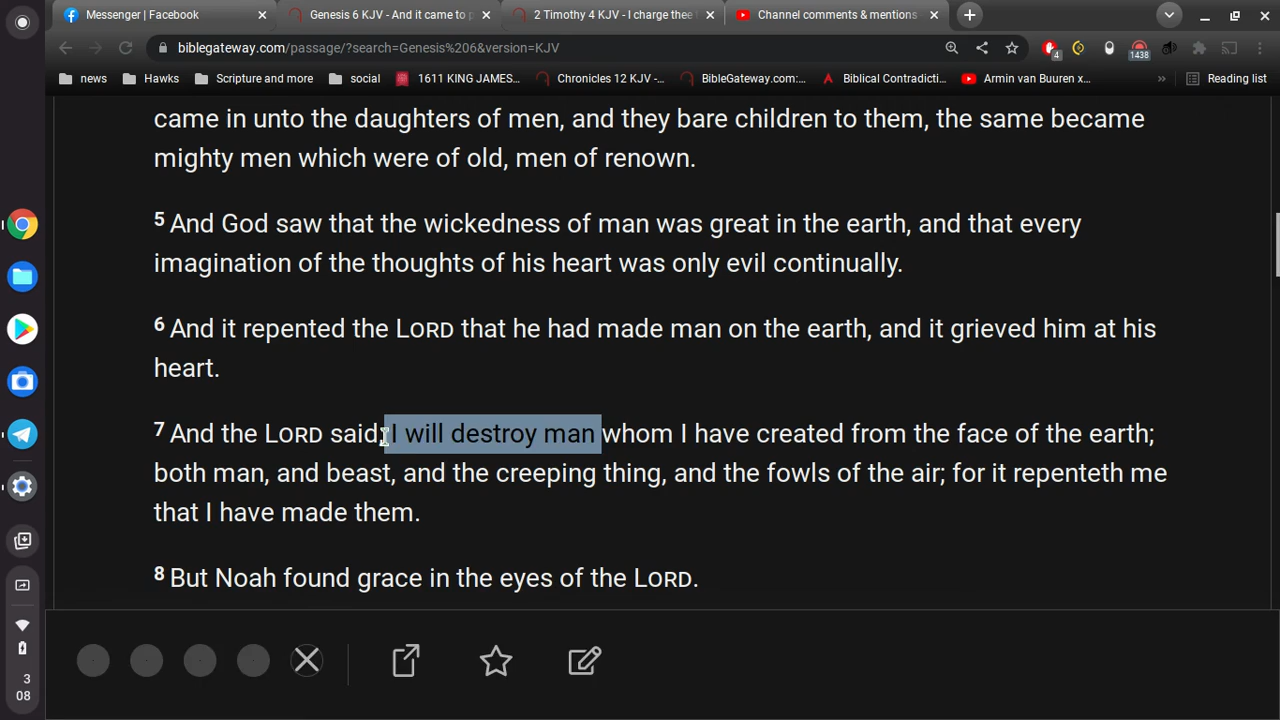 Messenger | Facebook
Genesis 6 KJV - And it came to p
2 Timothy 4 KJV - I charge thee t
Channel comments & mentions
biblegateway.com/passage/?search=Genesis%206&version=KJV
4
1438
news
Hawks
Scripture and more
social
1611 KING JAMES...
Chronicles 12 KJV -...
BibleGateway.com:...
Biblical Contradicti...
Armin van Buuren x...
»
Reading list
came in unto the daughters of men, and they bare children to them, the same became
mighty men which were of old, men of renown.
5 And God saw that the wickedness of man was great in the earth, and that every
imagination of the thoughts of his heart was only evil continually.
6 And it repented the LORD that he had made man on the earth, and it grieved him at his
heart.
7 And the LORD said, I will destroy man whom I have created from the face of the earth;
both man, and beast, and the creeping thing, and the fowls of the air; for it repenteth me
that I have made them.
8 But Noah found grace in the eyes of the LORD.
3
08